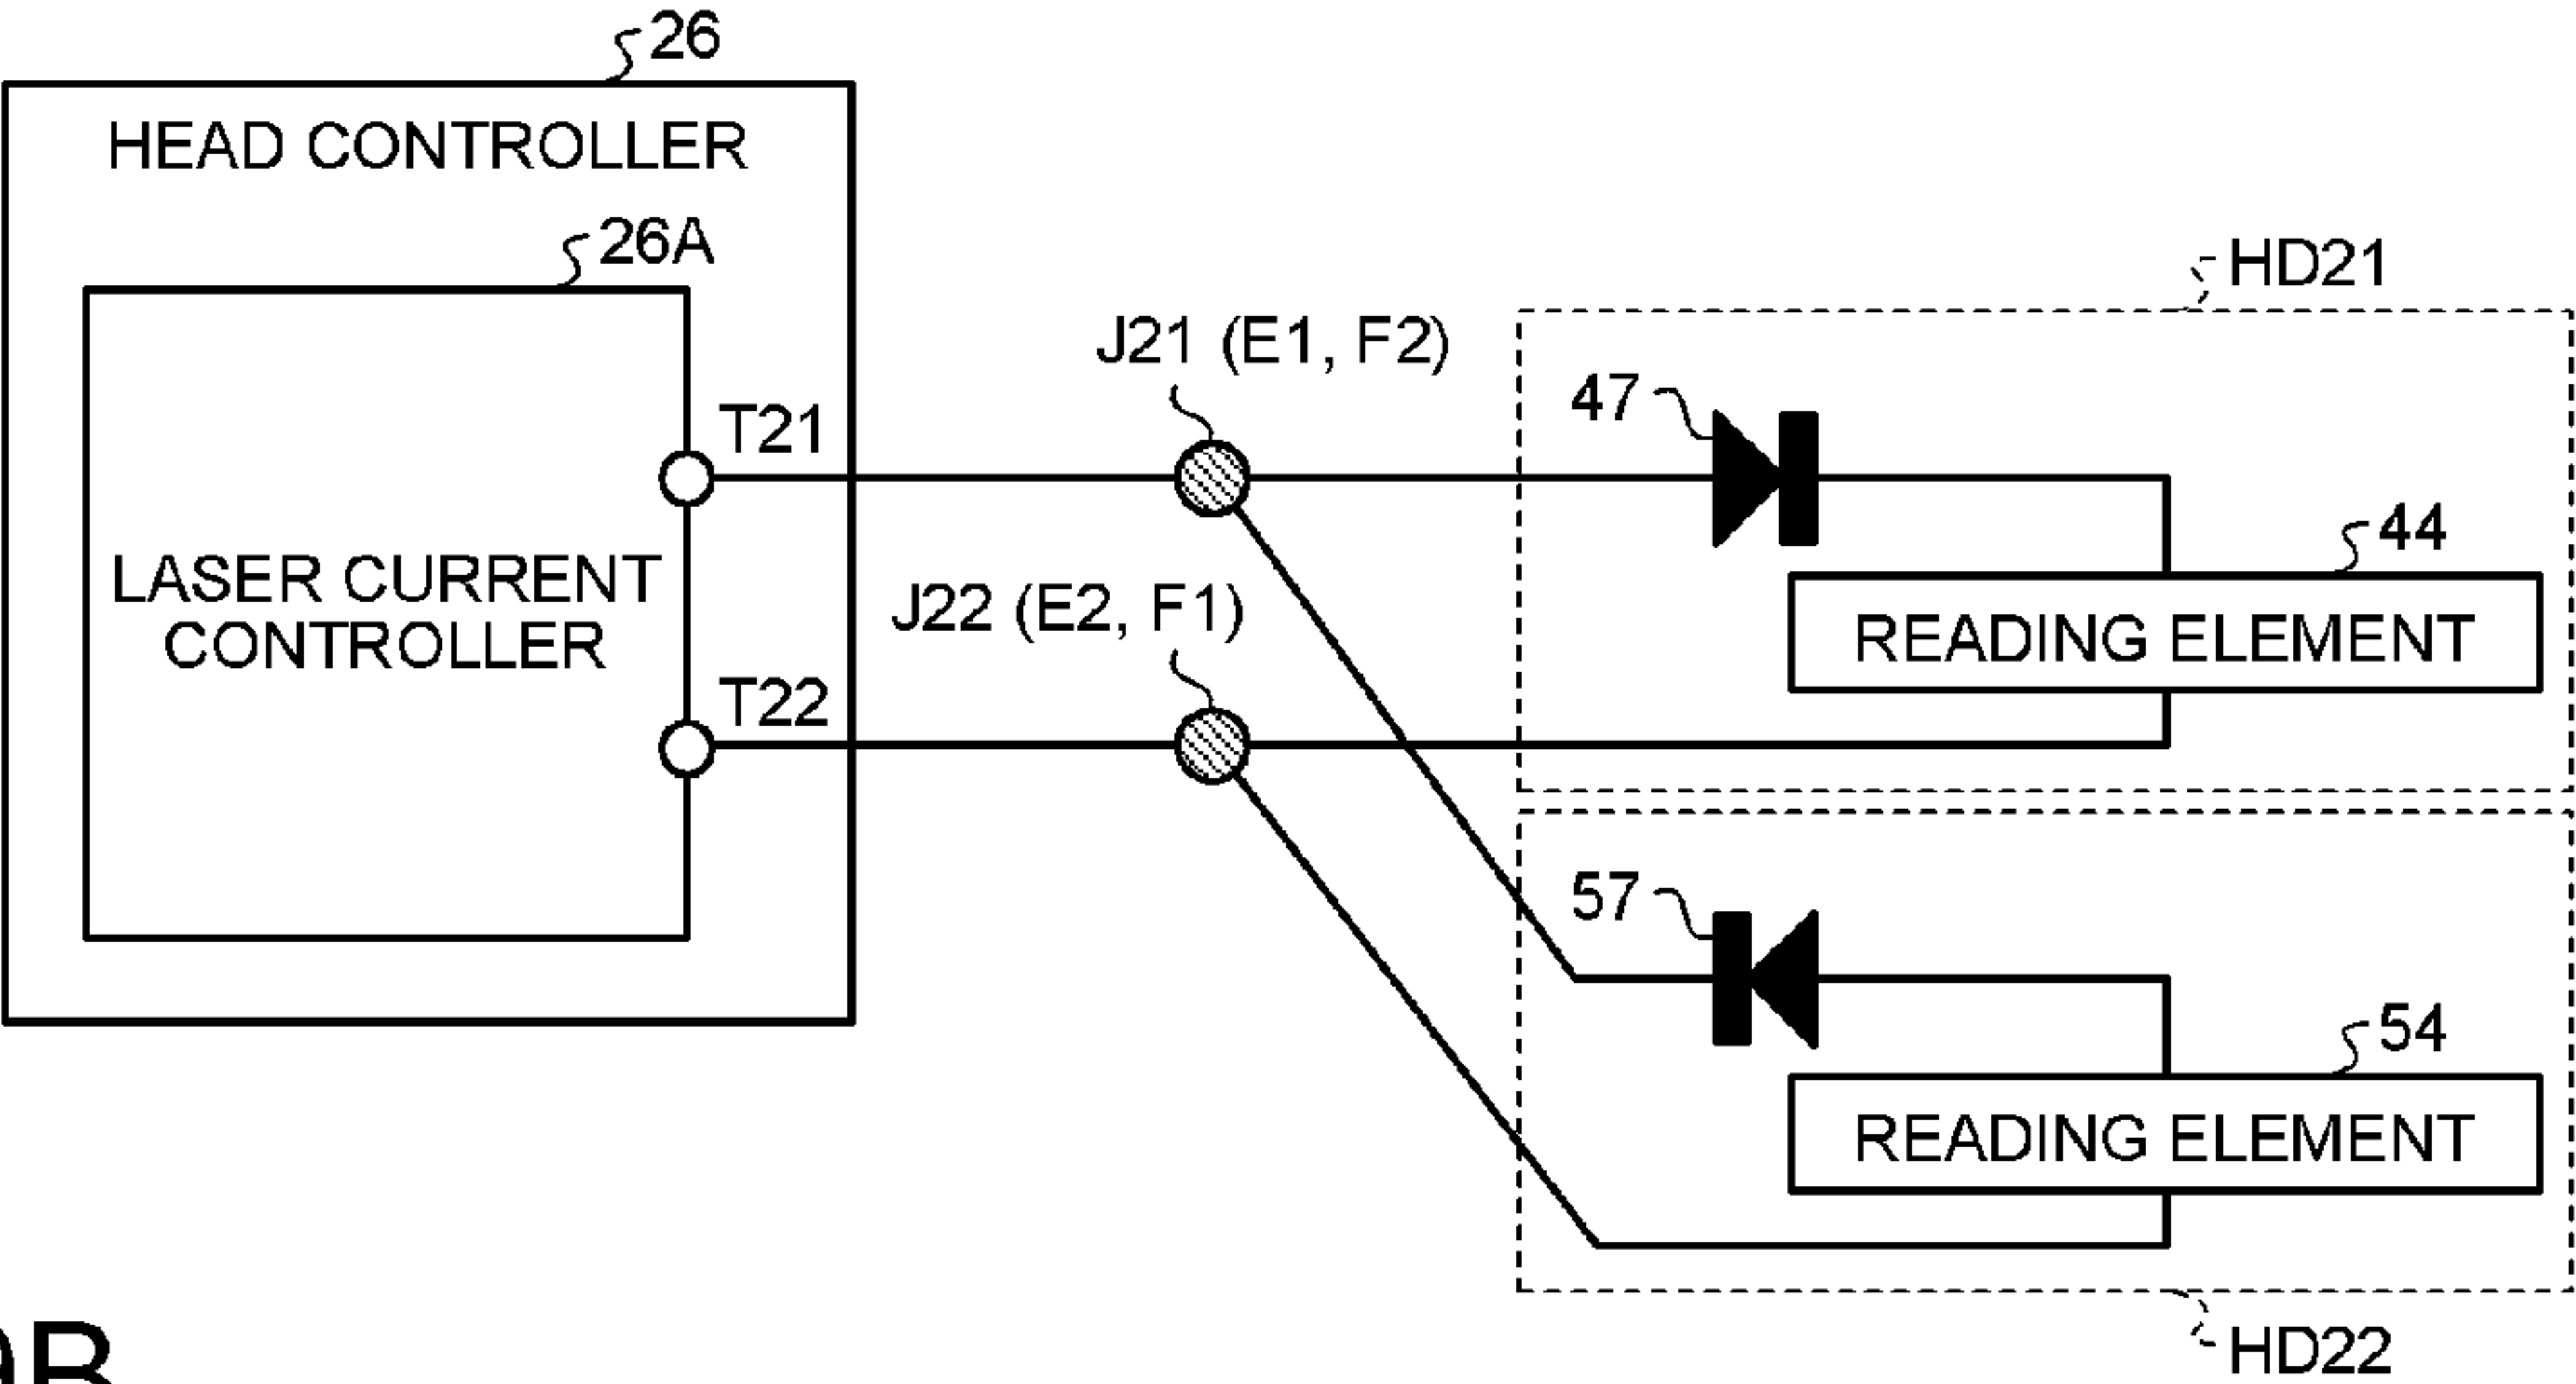 26
HEAD CONTROLLER
26A
HD21
J21 (E1, F2)
47
T21
44
LASER CURRENT
CONTROLLER
J22 (E2, F1)
READING ELEMENT
T22
57
54
READING ELEMENT
HD22